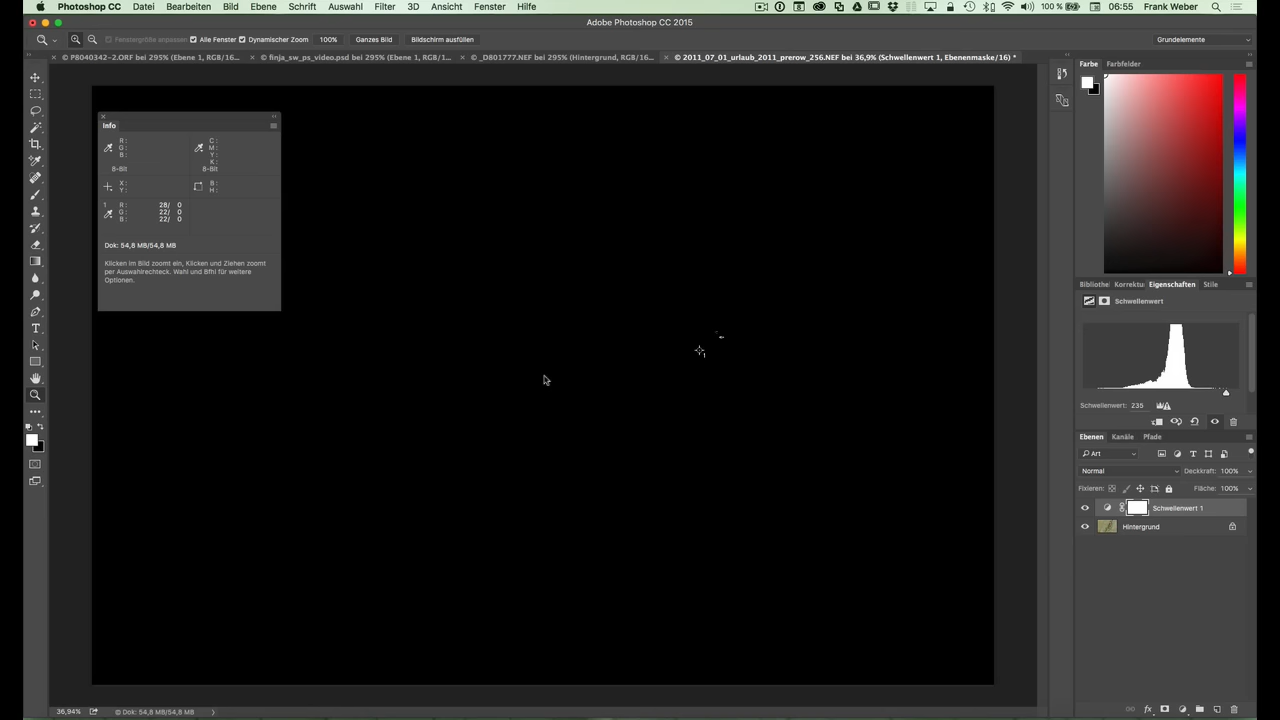 Photoshop CC Datei Bearbeiten Bild Ebene Schrift Auswahl Filter 3D Ansicht Fenster Hilfe 100 % 06:55 Frank Weber
Adobe Photoshop CC 2015
Fenstergröße anpassen Alle Fenster Dynamischer Zoom 100% Ganzes Bild Bildschirm ausfüllen Grundelemente
© P8040342-2.ORF bei 295% (Ebene 1, RGB/16... © finja_sw_ps_video.psd bei 295% (Ebene 1, RGB/1... © _D801777.NEF bei 295% (Hintergrund, RGB/16... © 2011_07_01_urlaub_2011_prerow_256.NEF bei 36,9% (Schwellenwert 1, Ebenenmaske/16) *
Info
R :
G :
B :
8-Bit
C :
M :
Y :
K :
8-Bit
X :
Y :
B :
H :
1 R : 28/ 0
G : 22/ 0
B : 22/ 0
Dok: 54,8 MB/54,8 MB
Klicken im Bild zoomt ein, Klicken und Ziehen zoomt
per Auswahlrechteck. Wahl und Bfhl für weitere
Optionen.
1
Farbe Farbfelder
Bibliothe Korrektu Eigenschaften Stile
Schwellenwert
Schwellenwert: 235
Ebenen Kanäle Pfade
Art
Normal Deckkraft: 100%
Fixieren: Fläche: 100%
Schwellenwert 1
Hintergrund
36,94% Dok: 54,8 MB/54,8 MB